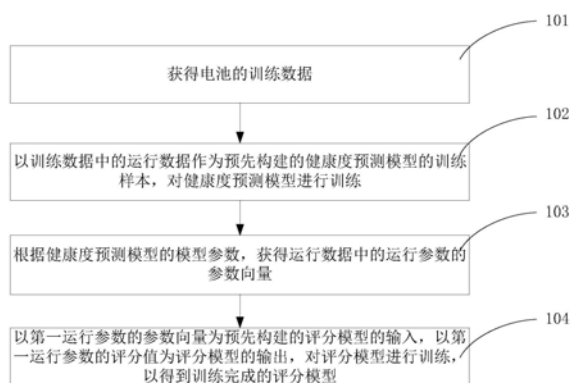 101
获得电池的训练数据
102
以训练数据中的运行数据作为预先构建的健康度预测模型的训练
样本，对健康度预测模型进行训练
103
根据健康度预测模型的模型参数，获得运行数据中的运行参数的
参数向量
104
以第一运行参数的参数向量为预先构建的评分模型的输入，以第
一运行参数的评分值为评分模型的输出，对评分模型进行训练，
以得到训练完成的评分模型